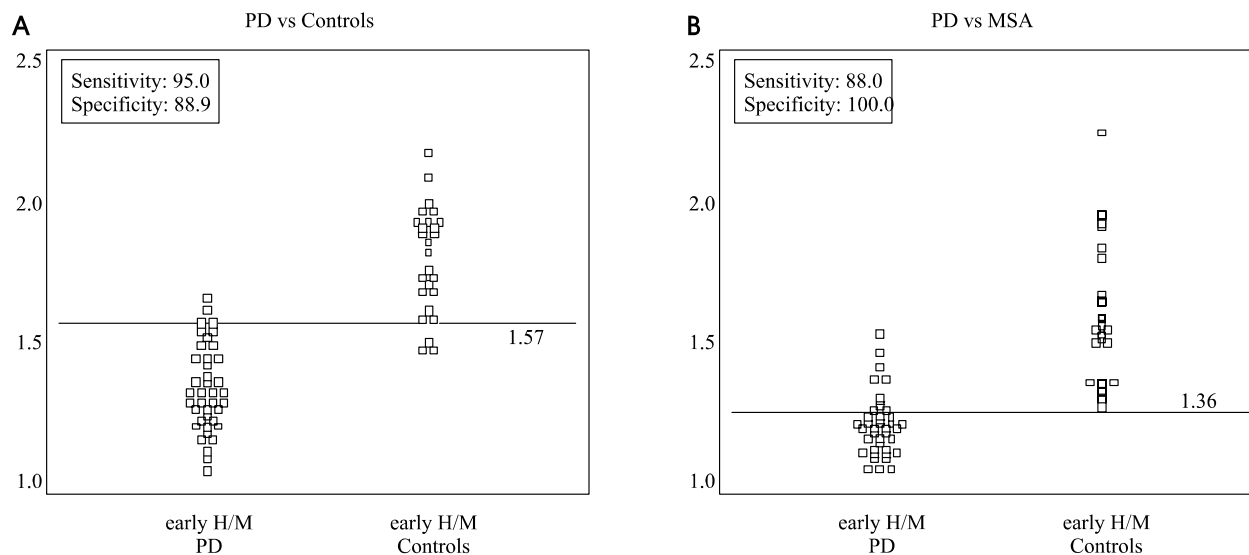 A
PD vs Controls
2.5
Sensitivity: 95.0
Specificity: 88.9
2.0
1.5
1.57
1.0
early H/M
PD
early H/M
Controls
B
PD vs MSA
2.5
Sensitivity: 88.0
Specificity: 100.0
2.0
1.5
1.36
1.0
early H/M
PD
early H/M
Controls